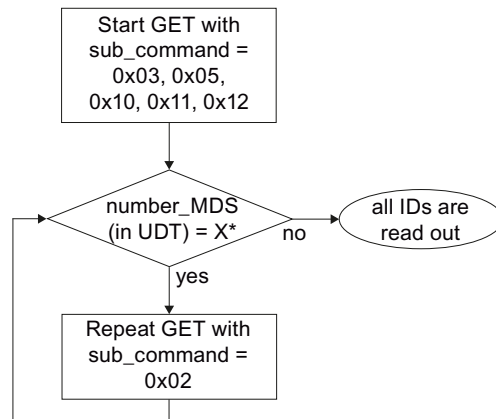 Start GET with
sub_command =
0x03, 0x05,
0x10, 0x11, 0x12
number_MDS
(in UDT) = X*
no
all IDs are
read out
yes
Repeat GET with
sub_command =
0x02